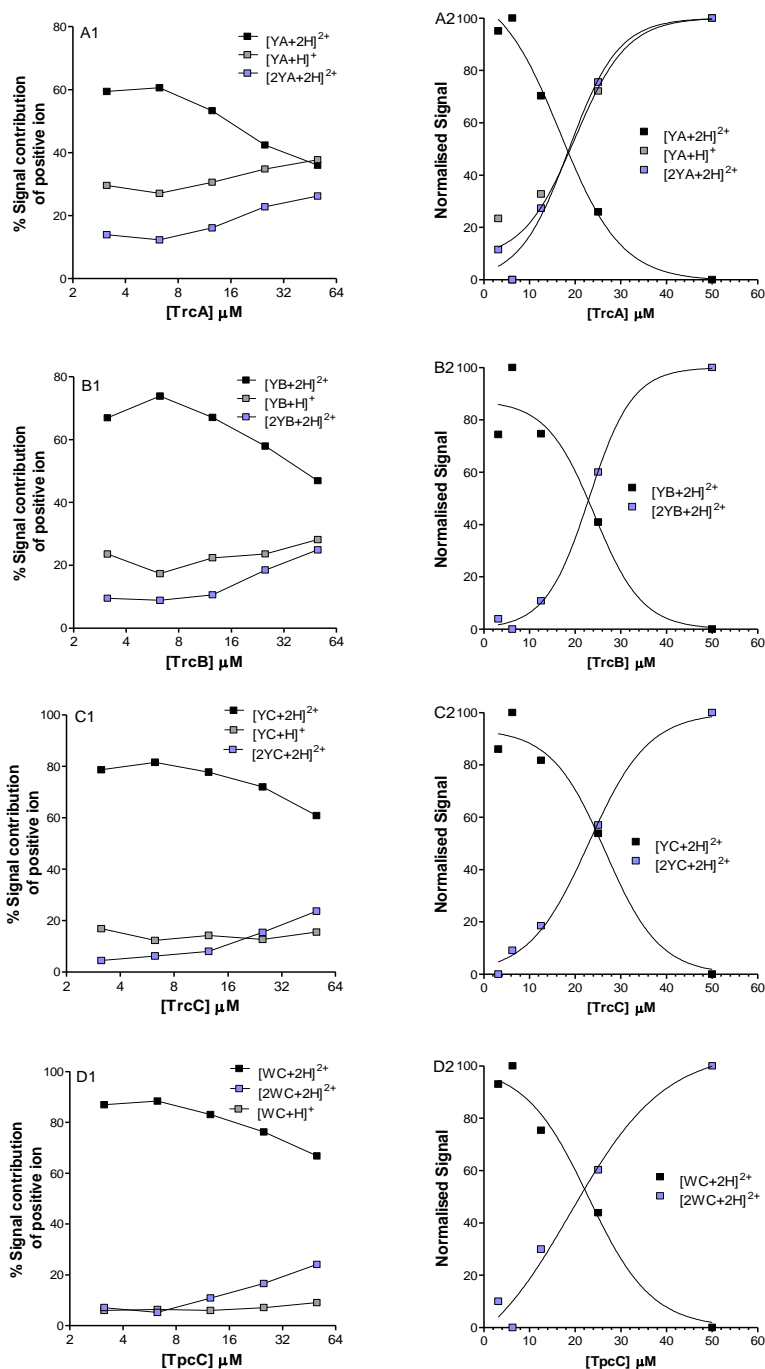 A1
[YA+2H]2+
[YA+H]+
[2YA+2H]2+
% Signal contribution
of positive ion
80
60
40
20
0
2 4 8 16 32 64
[TrcA] μM
A2
[YA+2H]2+
[YA+H]+
[2YA+2H]2+
Normalised Signal
100
80
60
40
20
0
0 10 20 30 40 50 60
[TrcA] μM
B1
[YB+2H]2+
[YB+H]+
[2YB+2H]2+
% Signal contribution
of positive ion
80
60
40
20
0
2 4 8 16 32 64
[TrcB] μM
B2
[YB+2H]2+
[2YB+2H]2+
Normalised Signal
100
80
60
40
20
0
0 10 20 30 40 50 60
[TrcB] μM
C1
[YC+2H]2+
[YC+H]+
[2YC+2H]2+
% Signal contribution
of positive ion
100
80
60
40
20
0
2 4 8 16 32 64
[TrcC] μM
C2
[YC+2H]2+
[2YC+2H]2+
Normalised Signal
100
80
60
40
20
0
0 10 20 30 40 50 60
[TrcC] μM
D1
[WC+2H]2+
[2WC+2H]2+
[WC+H]+
% Signal contribution
of positive ion
100
80
60
40
20
0
2 4 8 16 32 64
[TpcC] μM
D2
[WC+2H]2+
[2WC+2H]2+
Normalised Signal
100
80
60
40
20
0
0 10 20 30 40 50 60
[TpcC] μM